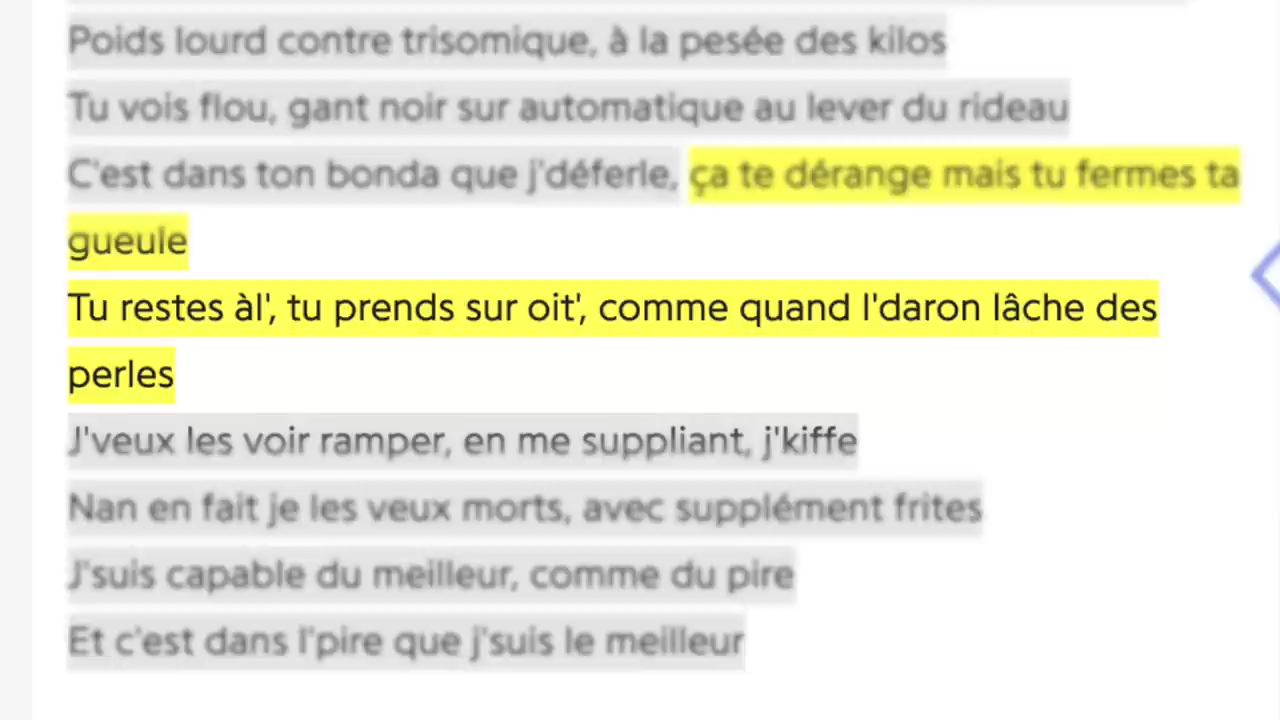 Poids lourd contre trisomique, à la pesée des kilos
Tu vois flou, gant noir sur automatique au lever du rideau
C'est dans ton bonda que j'déferle, ça te dérange mais tu fermes ta
gueule
Tu restes àl', tu prends sur oit', comme quand l'daron lâche des
perles
J'veux les voir ramper, en me suppliant, j'kiffe
Nan en fait je les veux morts, avec supplément frites
J'suis capable du meilleur, comme du pire
Et c'est dans l'pire que j'suis le meilleur